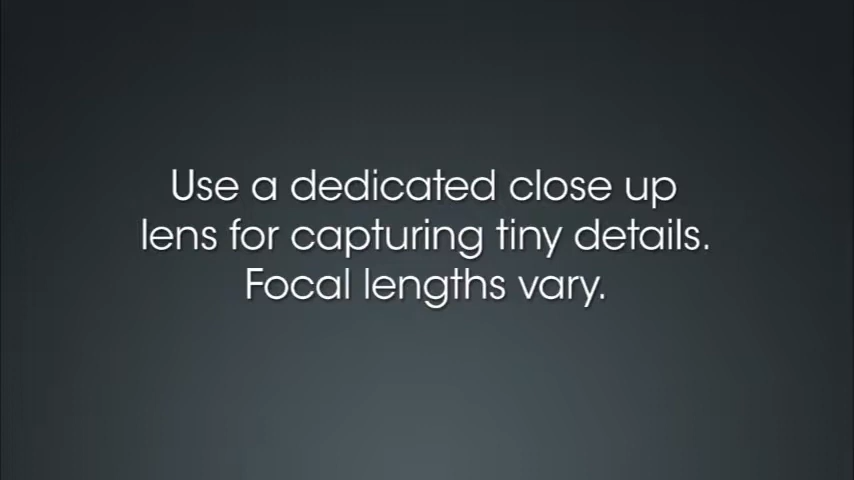 Use a dedicated close up
lens for capturing tiny details.
Focal lengths vary.